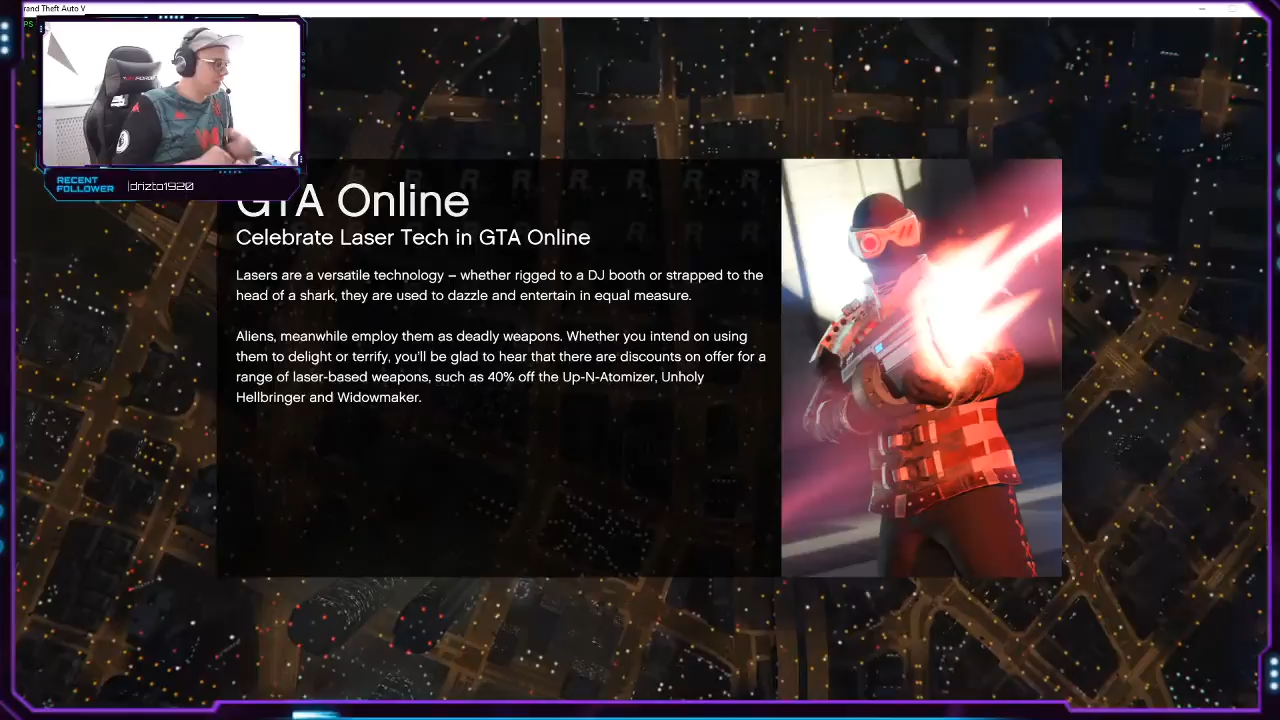 rand Theft Auto V
PS
RECENT
FOLLOWER
drizto1920
GTA Online
Celebrate Laser Tech in GTA Online
Lasers are a versatile technology – whether rigged to a DJ booth or strapped to the
head of a shark, they are used to dazzle and entertain in equal measure.
Aliens, meanwhile employ them as deadly weapons. Whether you intend on using
them to delight or terrify, you'll be glad to hear that there are discounts on offer for a
range of laser-based weapons, such as 40% off the Up-N-Atomizer, Unholy
Hellbringer and Widowmaker.